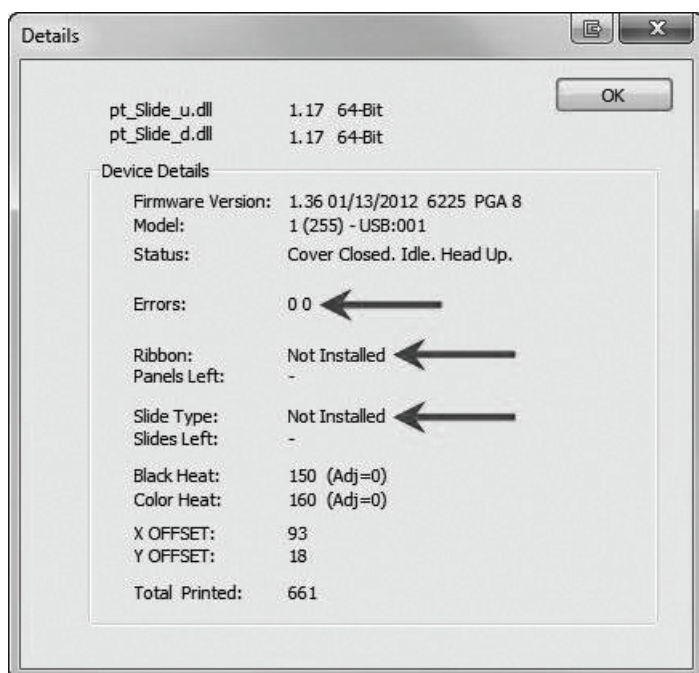 Details
OK
pt_Slide_u.dll 1.17 64-Bit
pt_Slide_d.dll 1.17 64-Bit
Device Details
Firmware Version: 1.36 01/13/2012 6225 PGA 8
Model: 1 (255) - USB:001
Status: Cover Closed. Idle. Head Up.
Errors: 0 0
Ribbon: Not Installed
Panels Left: -
Slide Type: Not Installed
Slides Left: -
Black Heat: 150 (Adj=0)
Color Heat: 160 (Adj=0)
X OFFSET: 93
Y OFFSET: 18
Total Printed: 661